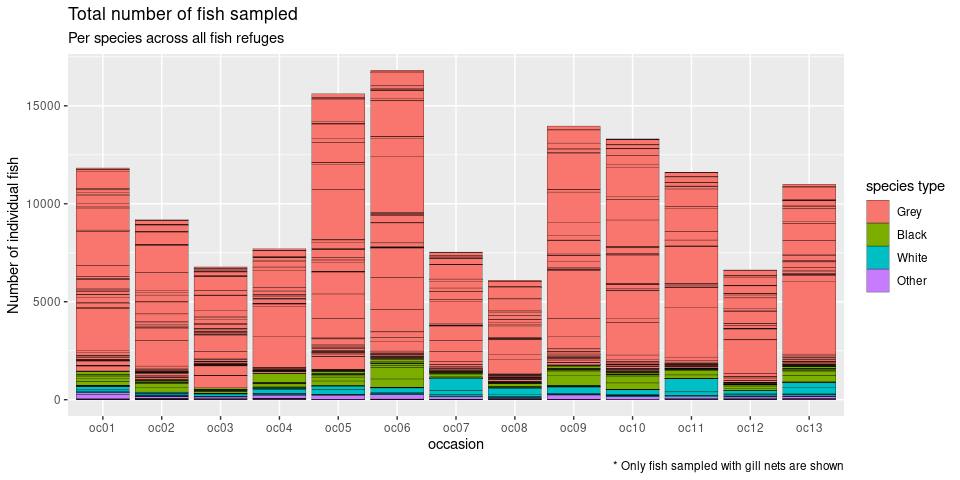 Total number of fish sampled
Per species across all fish refuges
Number of individual fish
15000
10000
5000
0
oc01 oc02 oc03 oc04 oc05 oc06 oc07 oc08 oc09 oc10 oc11 oc12 oc13
occasion
species type
Grey
Black
White
Other
* Only fish sampled with gill nets are shown